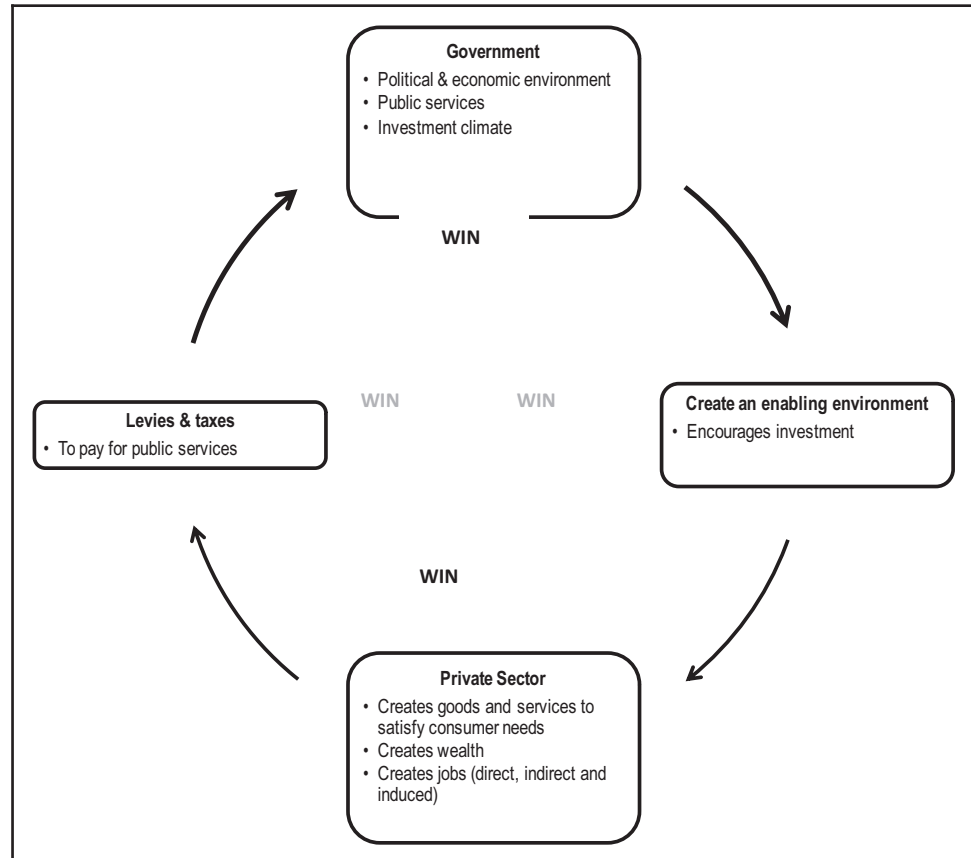 Government
• Political & economic environment
• Public services
• Investment climate
WIN
Levies & taxes
• To pay for public services
WIN WIN
Create an enabling environment
• Encourages investment
WIN
Private Sector
• Creates goods and services to
satisfy consumer needs
• Creates wealth
• Creates jobs (direct, indirect and
induced)